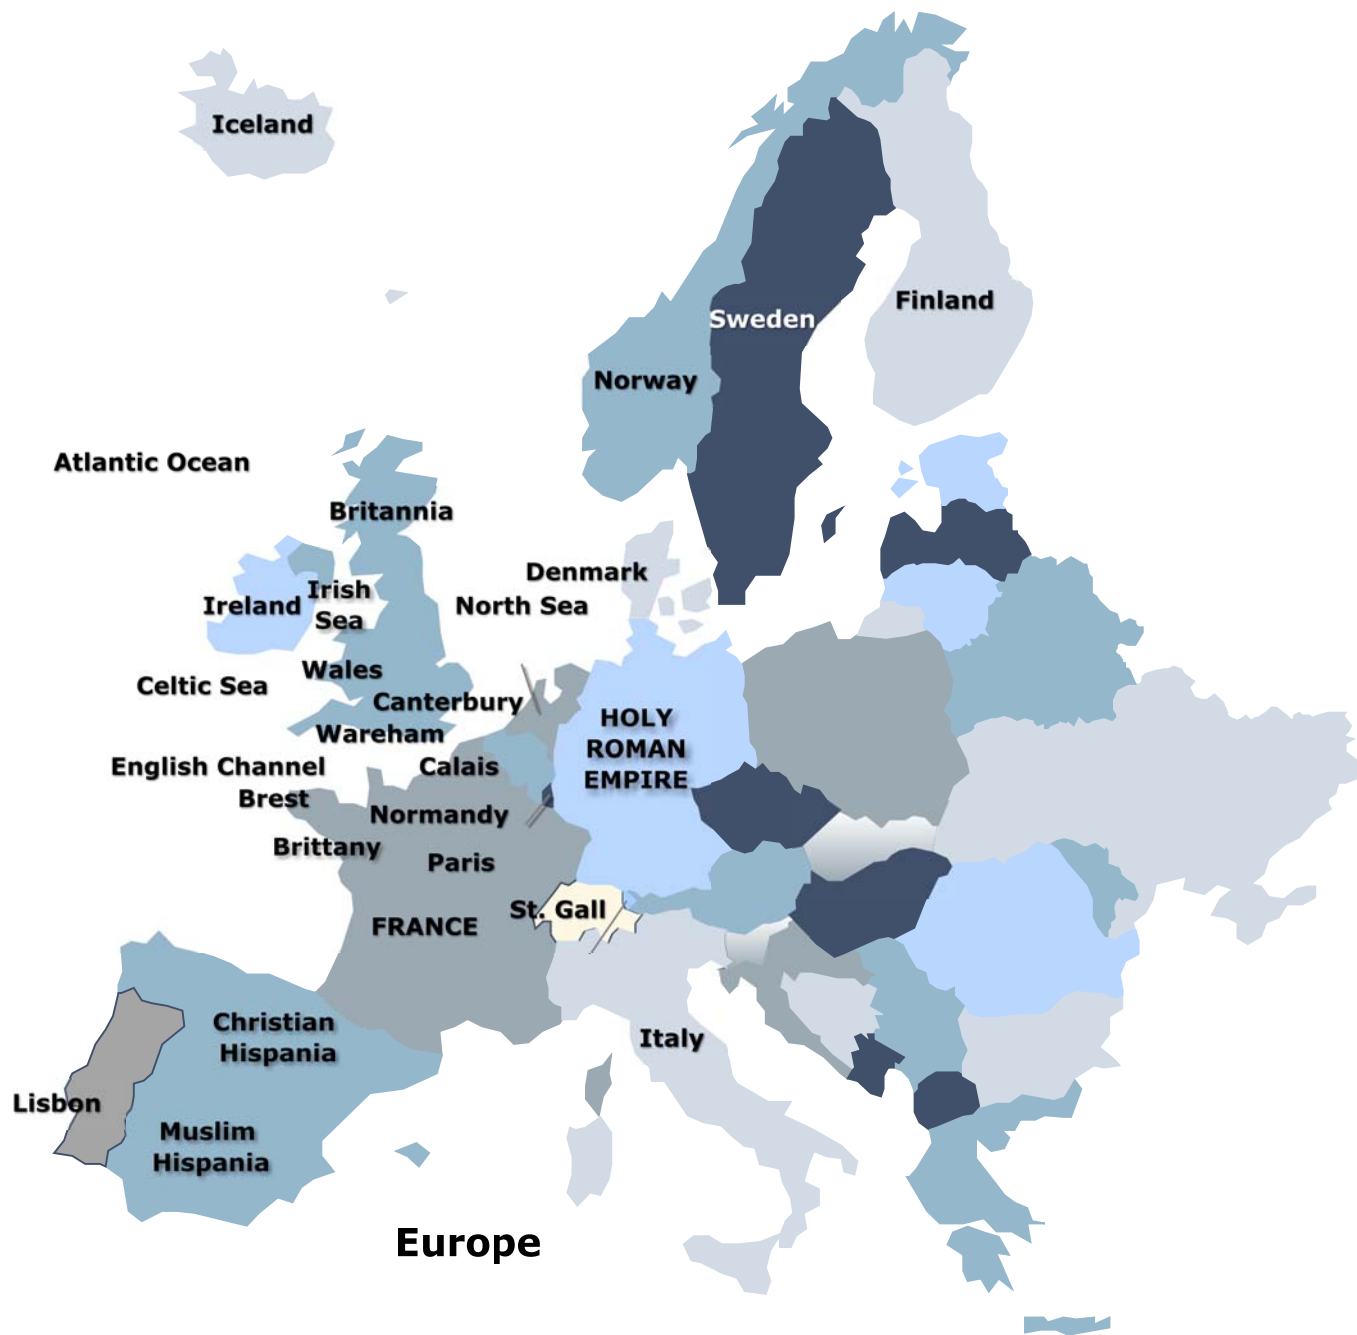 Iceland
Finland
Sweden
Norway
Atlantic Ocean
Britannia
Denmark
Irish
Sea
Ireland
North Sea
Wales
Celtic Sea
Canterbury
HOLY
ROMAN
EMPIRE
Wareham
English Channel
Calais
Brest
Normandy
Brittany
Paris
St. Gall
FRANCE
Christian
Hispania
Italy
Lisbon
Muslim
Hispania
Europe